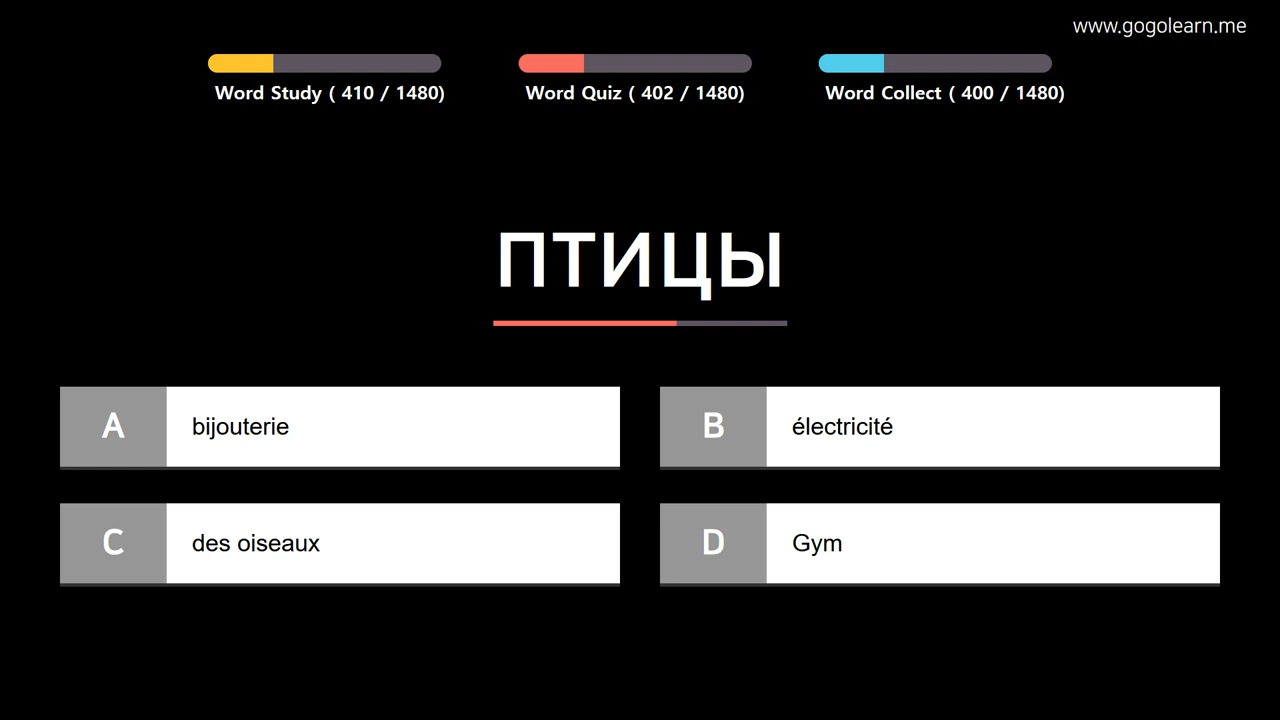 www.gogolearn.me
Word Study ( 410 / 1480)
Word Quiz ( 402 / 1480)
Word Collect ( 400 / 1480)
птицы
A bijouterie
B électricité
C des oiseaux
D Gym